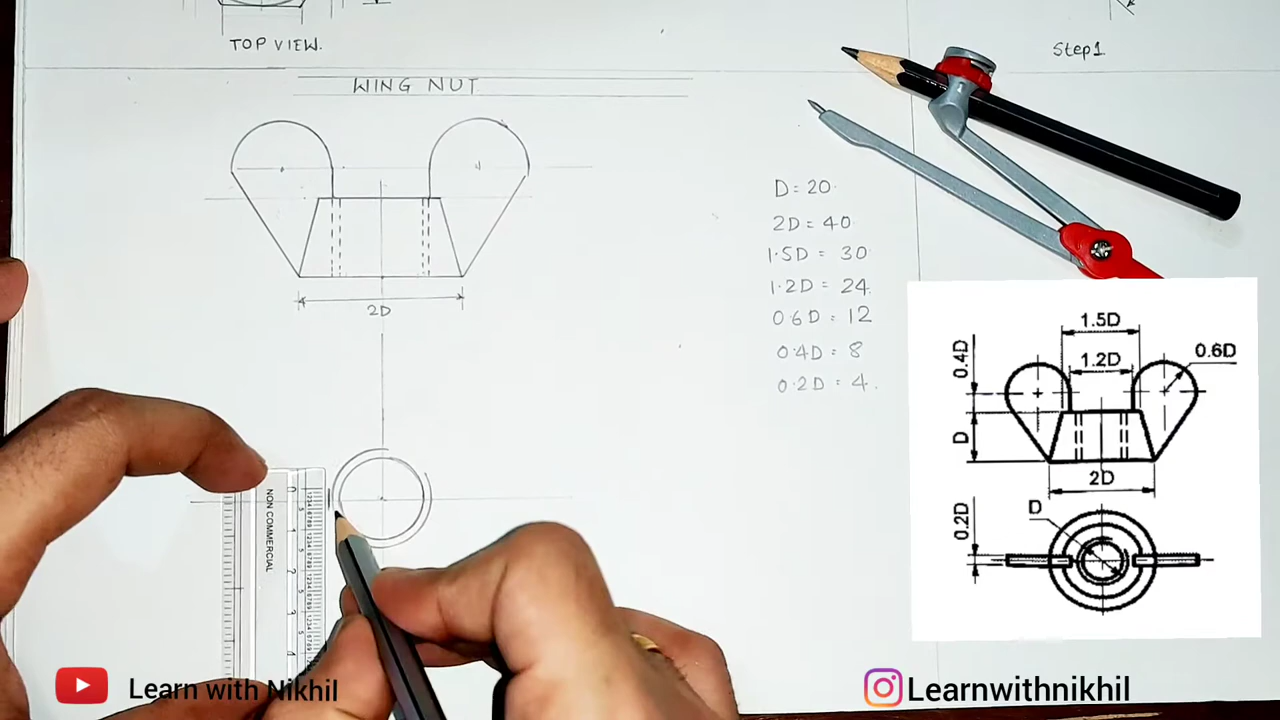 TOP VIEW.
Step1
WING NUT
D = 20
2D = 40
1.5D = 30
1.2D = 24
0.6D = 12
0.4D = 8
0.2D = 4
2D
1.5D
1.2D
0.6D
0.4D
D
2D
D
0.2D
NON COMMERCIAL
Learn with Nikhil
Learnwithnikhil